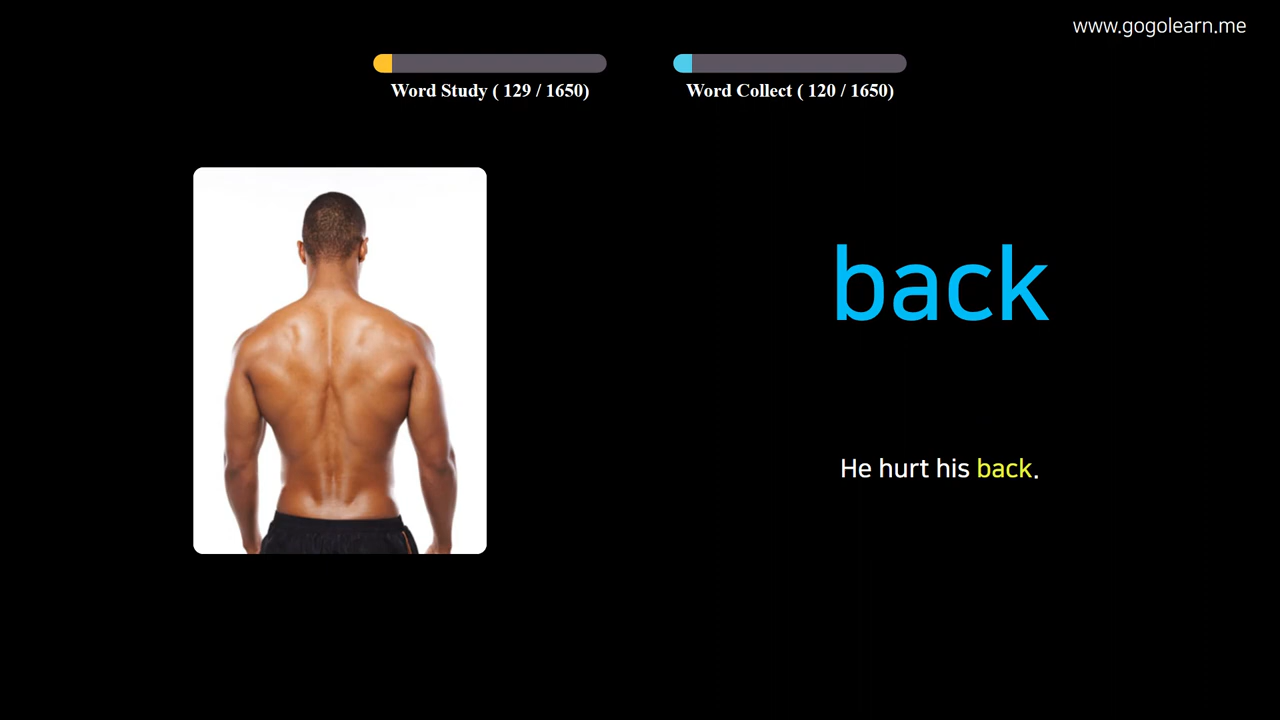 www.gogolearn.me
Word Study ( 129 / 1650)
Word Collect ( 120 / 1650)
back
He hurt his back.